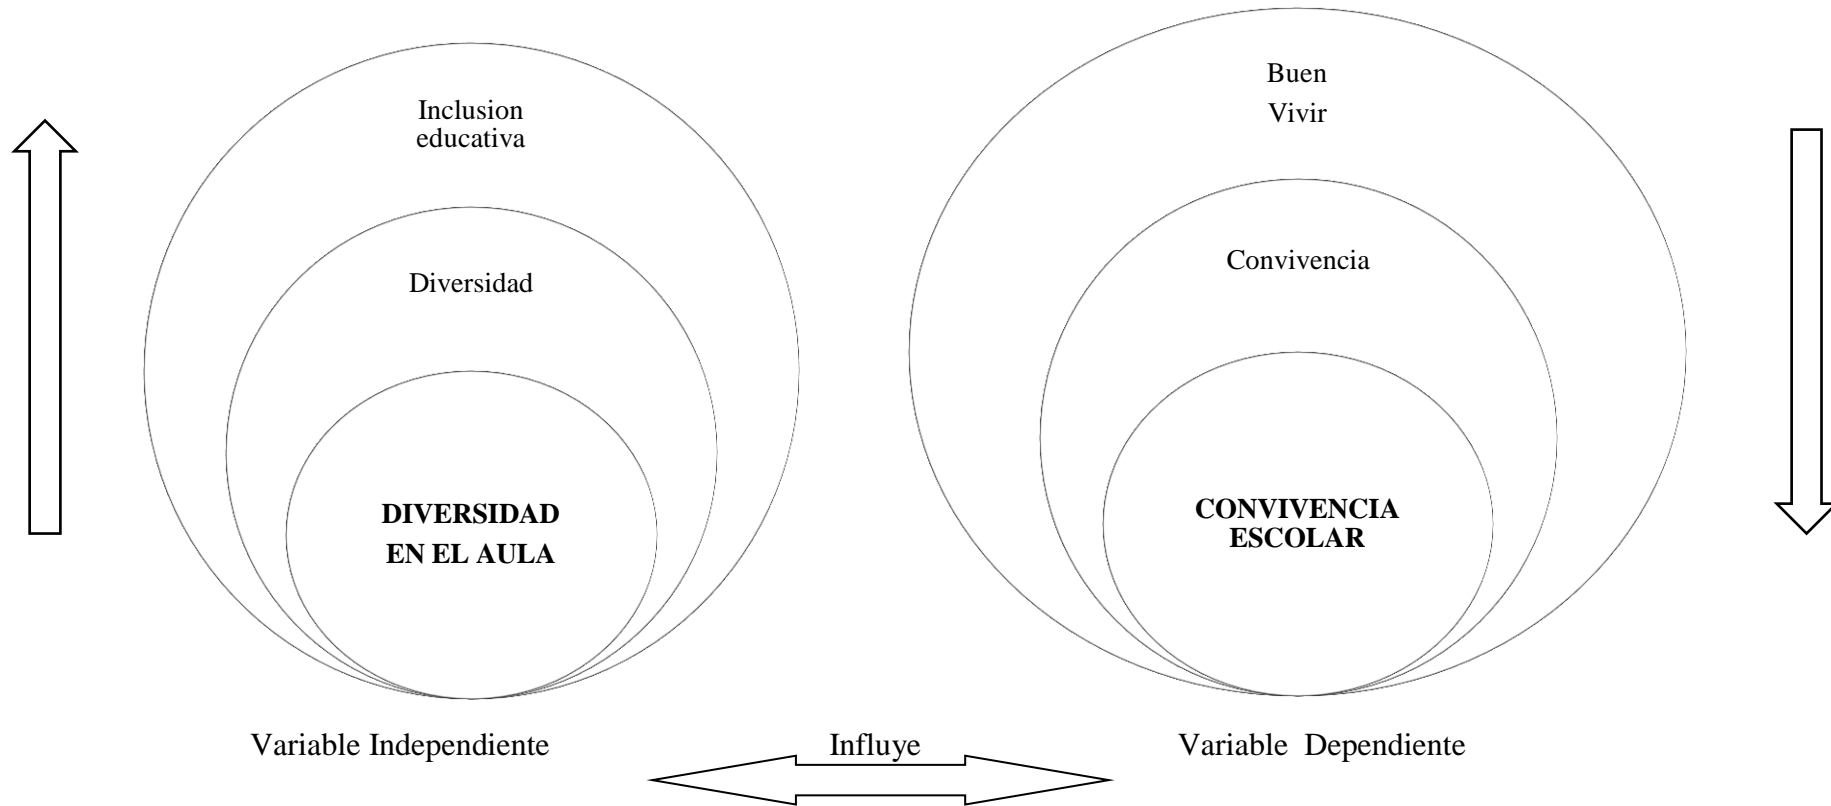 Inclusion
educativa
Diversidad
DIVERSIDAD
EN EL AULA
Buen
Vivir
Convivencia
CONVIVENCIA
ESCOLAR
Variable Independiente
Influye
Variable Dependiente